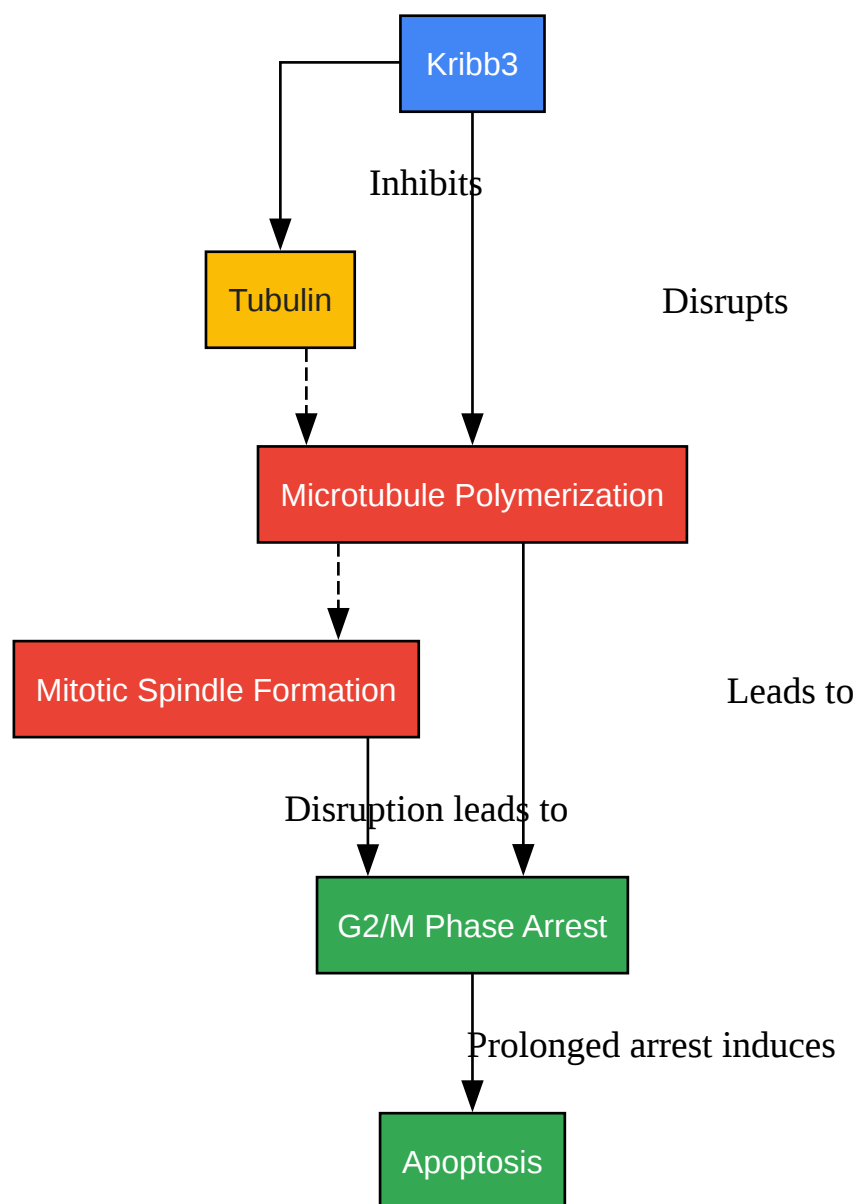 Kribb3
Inhibits
Tubulin
Disrupts
Microtubule Polymerization
Mitotic Spindle Formation
Leads to
Disruption leads to
G2/M Phase Arrest
Prolonged arrest induces
Apoptosis